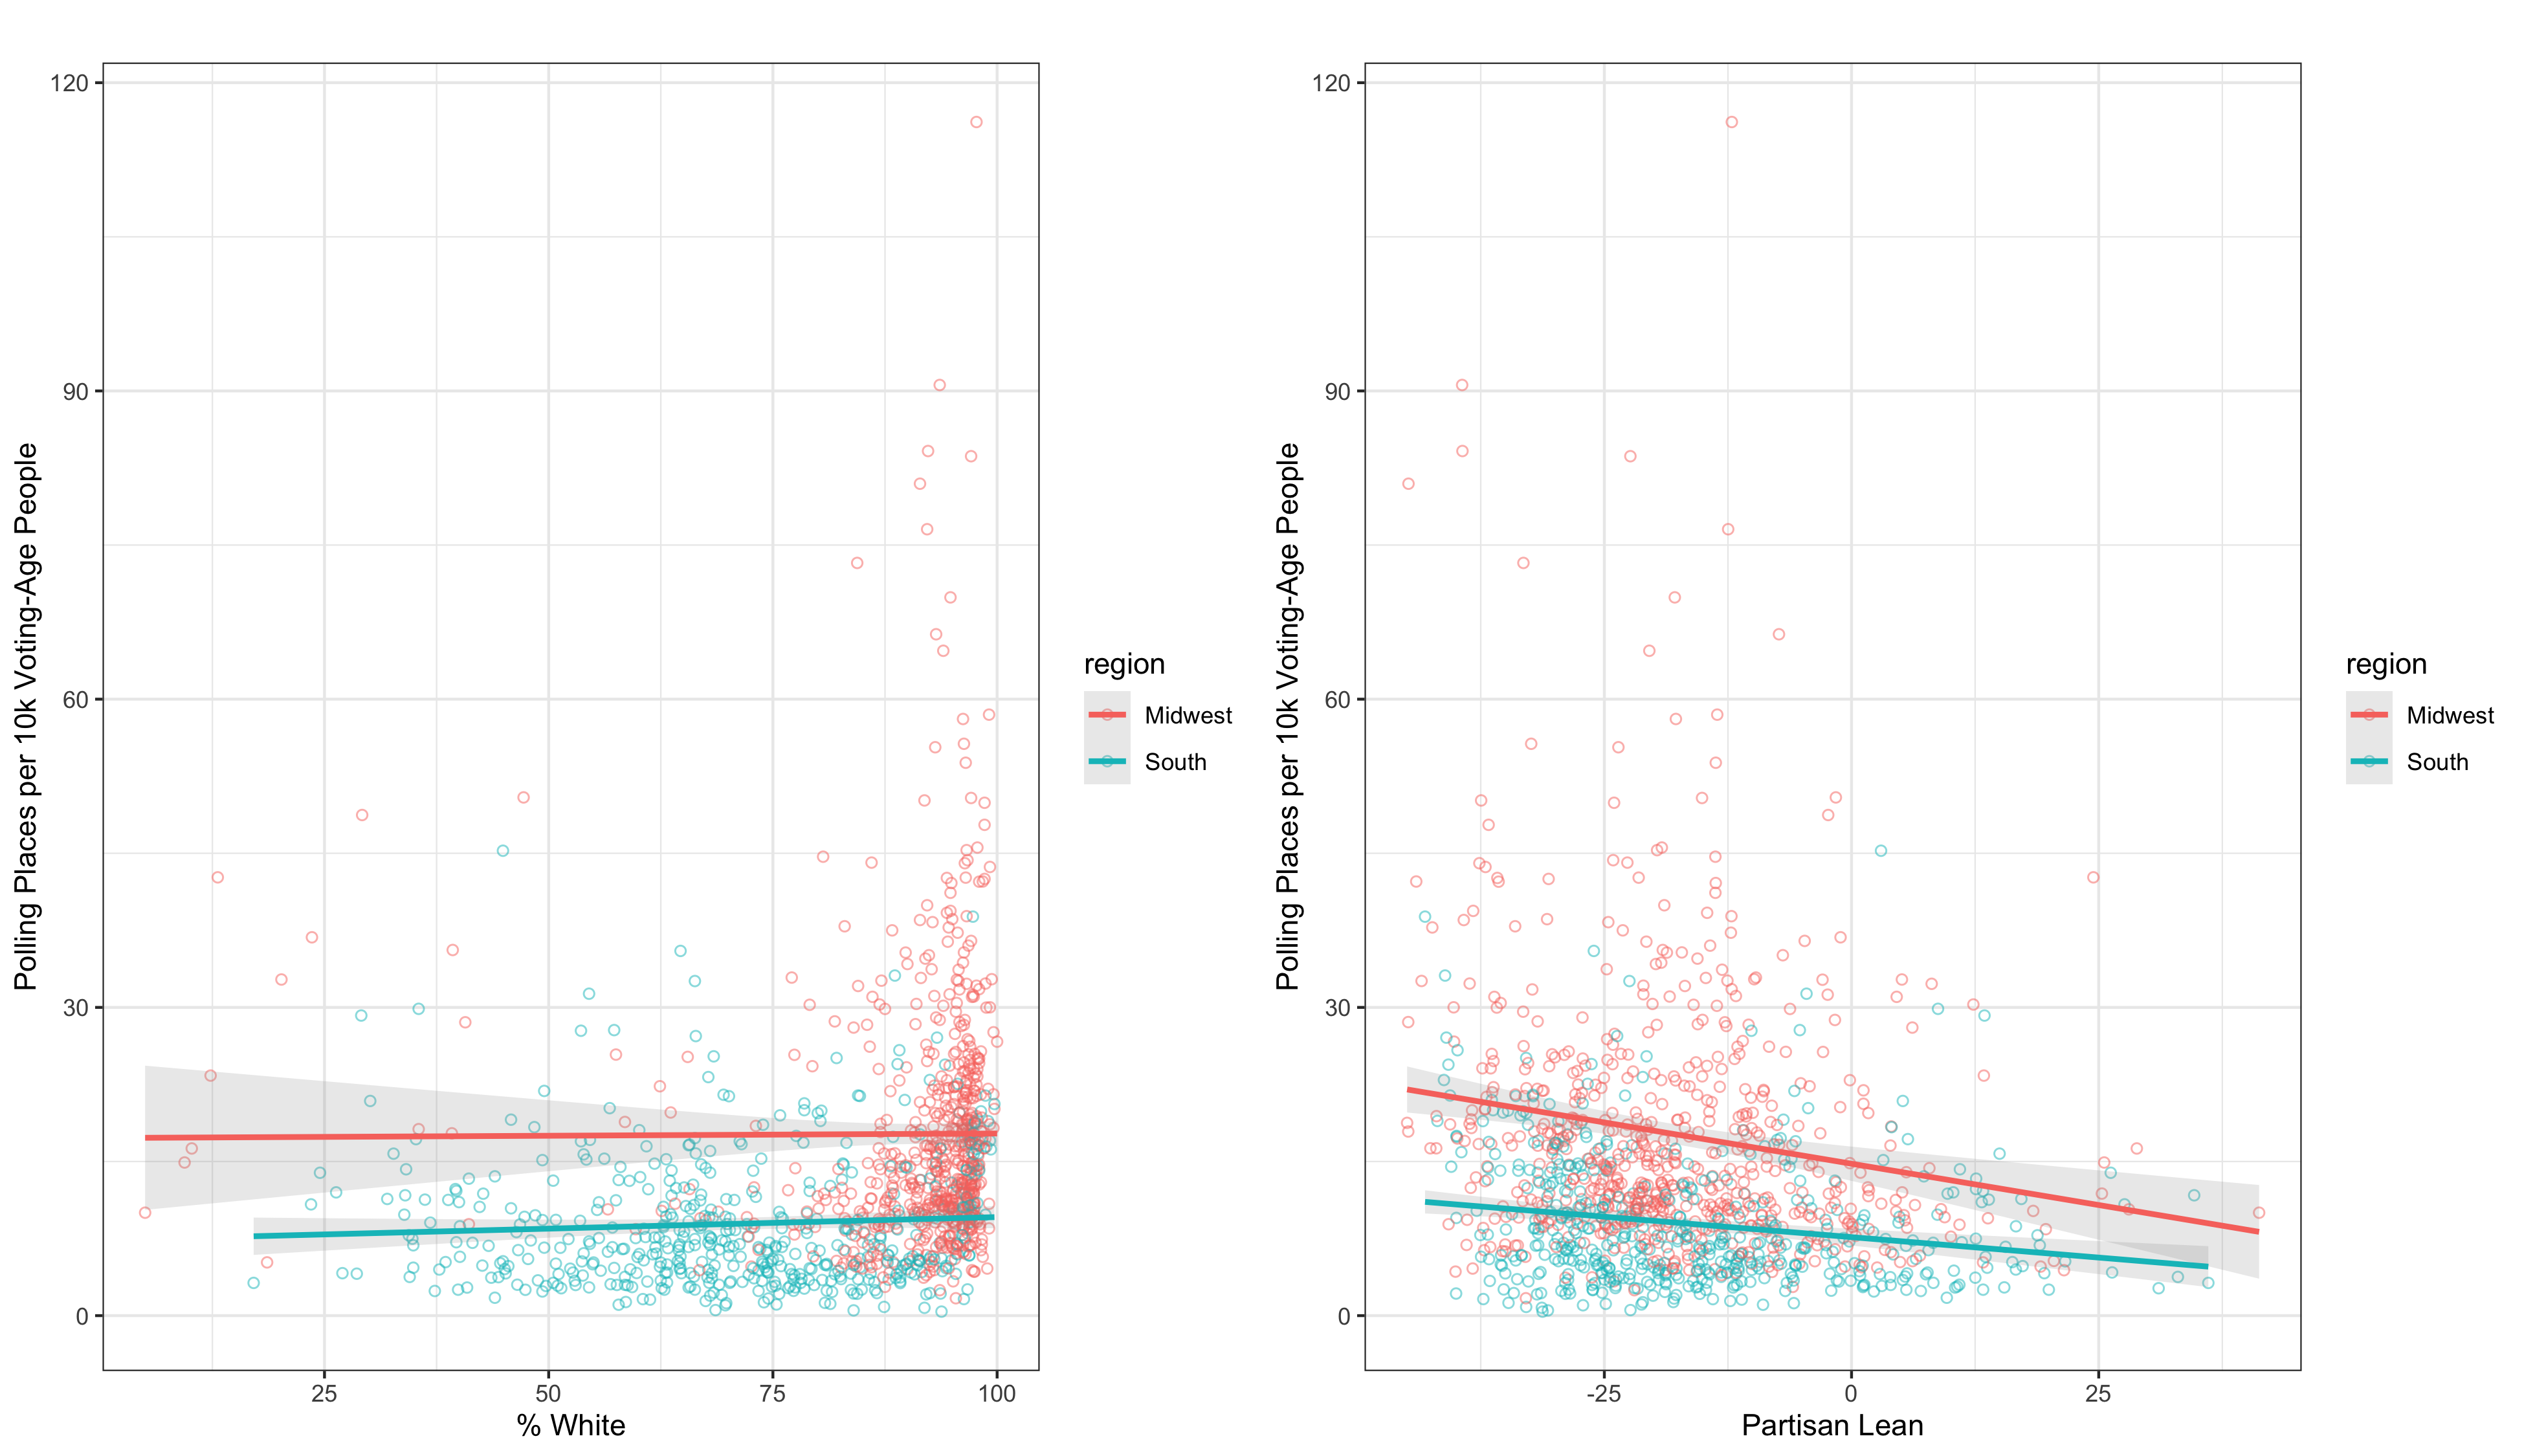 120
90
60
30
0
Polling Places per 10k Voting-Age People
25 50 75 100
% White
region
Midwest
South
120
90
60
30
0
Polling Places per 10k Voting-Age People
-25 0 25
Partisan Lean
region
Midwest
South